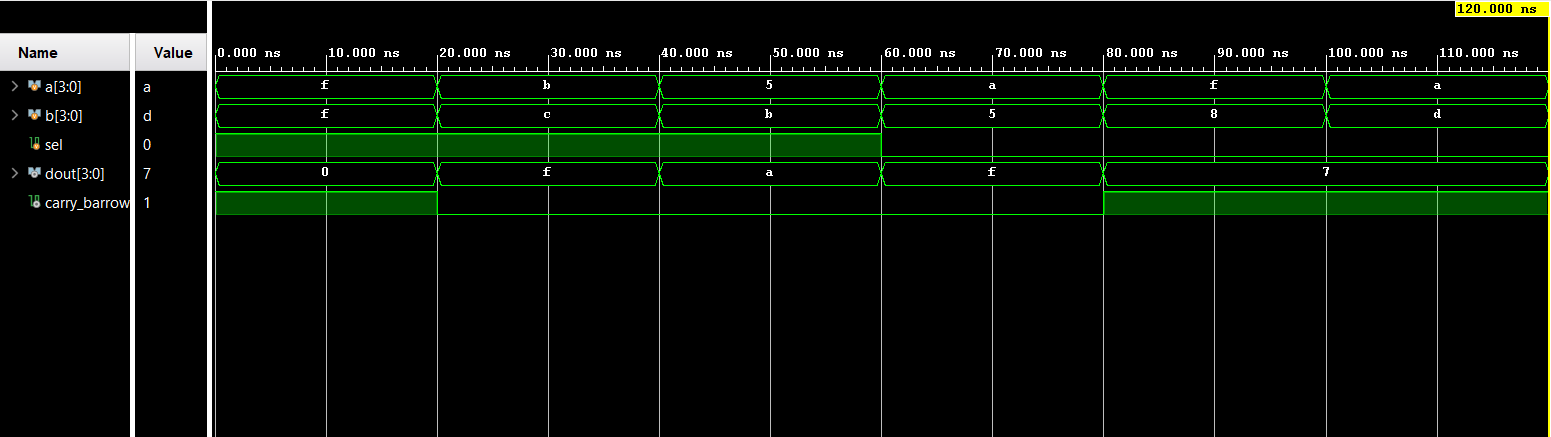 120.000 ns
Name Value 0.000 ns 10.000 ns 20.000 ns 30.000 ns 40.000 ns 50.000 ns 60.000 ns 70.000 ns 80.000 ns 90.000 ns 100.000 ns 110.000 ns
a[3:0] a f b 5 a f a
b[3:0] d f c b 5 8 d
sel 0
dout[3:0] 7 0 f a f 7
carry_barrow 1